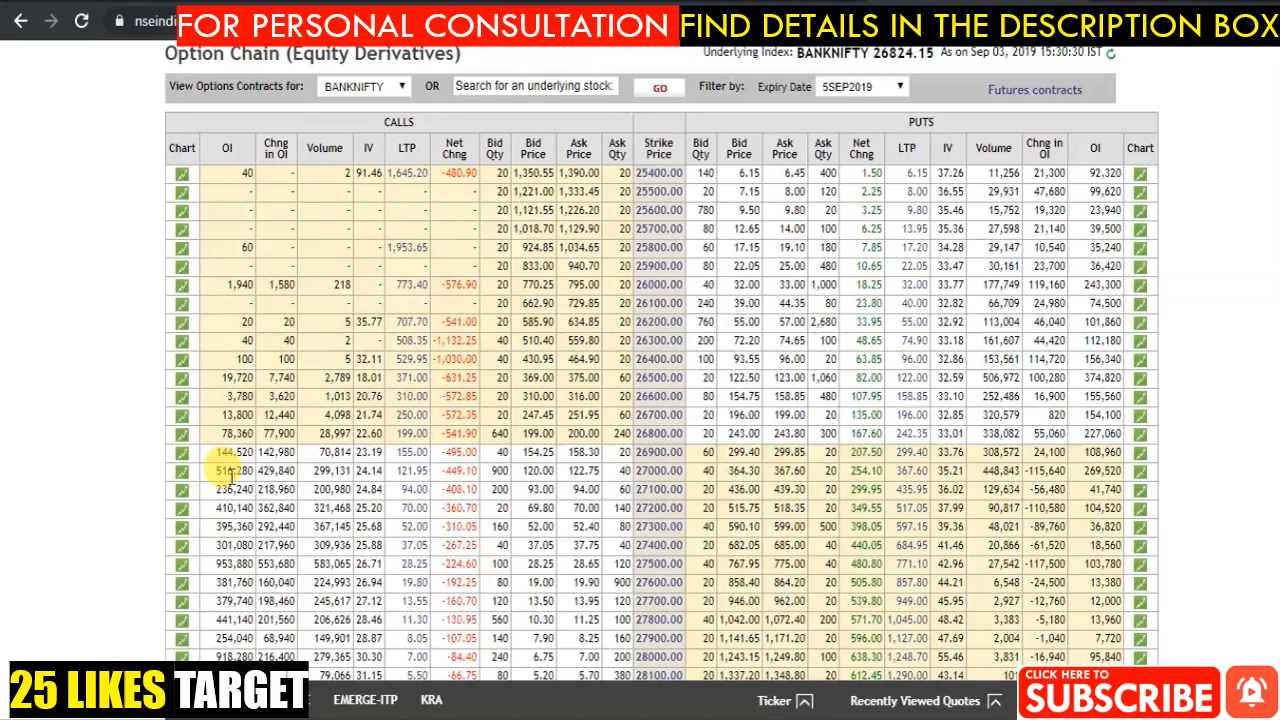 nseindi
FOR PERSONAL CONSULTATION FIND DETAILS IN THE DESCRIPTION BOX
Option Chain (Equity Derivatives) Underlying Index: BANKNIFTY 26824.15 As on Sep 03, 2019 15:30:30 IST
View Options Contracts for: BANKNIFTY OR Search for an underlying stock: GO Filter by: Expiry Date 5SEP2019 Futures contracts
CALLS PUTS
Chart OI Chng in OI Volume IV LTP Net Chng Bid Qty Bid Price Ask Price Ask Qty Strike Price Bid Qty Bid Price Ask Price Ask Qty Net Chng LTP IV Volume Chng in OI OI Chart
40 - 2 91.46 1,645.20 -480.90 20 1,350.55 1,390.00 20 25400.00 140 6.15 6.45 400 1.50 6.15 37.26 11,256 21,300 92,320
- - - - - - 20 1,221.00 1,333.45 20 25500.00 20 7.15 8.00 120 2.25 8.00 36.55 29,931 47,680 99,620
- - - - - - 20 1,121.55 1,226.20 20 25600.00 780 9.50 9.80 20 3.25 9.80 35.46 15,752 19,320 23,940
- - - - - - 20 1,018.70 1,129.90 20 25700.00 80 12.65 14.00 100 6.25 13.95 35.36 27,598 21,140 39,500
60 - - - 1,953.65 - 20 924.85 1,034.65 20 25800.00 60 17.15 19.10 180 7.85 17.20 34.28 29,147 10,540 35,240
- - - - - - 20 833.00 940.70 20 25900.00 80 22.05 25.00 480 10.65 22.05 33.47 30,161 23,700 36,420
1,940 1,580 218 - 773.40 -576.90 20 770.25 795.00 20 26000.00 40 32.00 33.00 1,000 18.25 32.00 33.77 177,749 119,160 243,300
- - - - - - 20 662.90 729.85 20 26100.00 240 39.00 44.35 80 23.80 40.00 32.82 66,709 24,980 74,500
20 20 5 35.77 707.70 -541.00 20 585.90 634.85 20 26200.00 760 55.00 57.00 2,680 33.95 55.00 32.92 113,004 46,040 101,860
40 40 2 - 508.35 -1,132.25 40 510.40 559.80 20 26300.00 200 72.20 74.65 100 48.65 74.90 33.18 161,607 44,420 112,180
100 100 5 32.11 529.95 -1,030.00 40 430.95 464.90 20 26400.00 100 93.55 96.00 20 63.85 96.00 32.86 153,561 114,720 156,340
19,720 7,740 2,789 18.01 371.00 -631.25 20 369.00 375.00 60 26500.00 20 122.50 123.00 1,060 82.00 122.00 32.59 506,972 100,280 374,820
3,780 3,620 1,013 20.76 310.00 -572.85 20 310.00 316.00 20 26600.00 80 154.75 158.85 480 107.95 158.85 33.10 252,486 16,900 155,560
13,800 12,440 4,098 21.74 250.00 -572.35 20 247.45 251.95 60 26700.00 20 196.00 199.00 20 135.00 196.00 32.85 320,579 820 154,100
78,360 77,900 28,997 22.60 199.00 -541.90 640 199.00 200.00 240 26800.00 20 243.00 243.80 300 167.60 242.35 33.01 338,082 55,060 227,060
144,520 142,980 70,814 23.19 155.00 -495.00 40 154.25 158.30 20 26900.00 60 299.40 299.85 20 207.50 299.40 33.76 308,572 24,100 108,960
516,280 429,840 299,131 24.14 121.95 -449.10 900 120.00 122.75 40 27000.00 40 364.30 367.60 20 254.10 367.60 35.21 448,843 -115,640 269,520
236,240 218,960 200,980 24.84 94.00 -408.10 200 93.00 94.00 60 27100.00 20 436.00 439.30 20 299.95 435.95 36.02 129,634 -56,480 41,740
410,140 362,840 321,468 25.20 70.00 -360.70 20 69.80 70.00 140 27200.00 20 515.75 518.35 20 349.55 517.05 37.99 90,817 -110,580 104,520
395,360 292,440 367,145 25.68 52.00 -310.05 160 52.00 52.40 80 27300.00 40 590.10 599.00 500 398.05 597.15 39.36 48,021 -89,760 36,820
301,080 217,960 309,936 25.88 37.05 -267.25 40 37.05 37.75 40 27400.00 20 682.05 685.00 40 440.05 684.95 41.46 20,866 -61,520 18,560
953,880 553,680 583,065 26.71 28.25 -224.60 100 28.25 28.65 120 27500.00 40 767.75 775.00 40 480.80 771.10 42.96 27,542 -117,500 103,780
381,760 160,040 224,993 26.94 19.80 -192.25 20 19.00 19.90 900 27600.00 20 858.40 864.20 20 505.80 857.80 44.21 6,548 -24,500 13,380
379,740 198,460 245,617 27.12 13.55 -160.70 120 13.50 13.95 120 27700.00 20 946.00 962.00 20 539.80 949.00 45.95 2,927 -12,760 12,000
441,140 201,560 206,626 28.46 11.30 -130.95 560 10.30 11.25 100 27800.00 40 1,042.00 1,072.40 200 571.70 1,045.00 48.42 3,383 -5,180 13,960
254,040 68,940 149,901 28.87 8.05 -107.05 140 7.90 8.25 160 27900.00 20 1,141.65 1,171.20 20 596.00 1,127.00 47.69 2,004 -1,040 7,720
918,280 216,400 279,365 30.30 7.00 -84.40 240 6.75 7.00 200 28000.00 20 1,243.15 1,249.80 100 638.30 1,248.70 55.46 3,831 -16,940 95,840
79,066 31.15 5.50 -66.75 80 5.20 5.70 380 28100.00 20 1,337.20 1,348.80 20 612.45 1,290.00 43.14
25 LIKES TARGET
EMERGE-ITP KRA Ticker Recently Viewed Quotes
CLICK HERE TO
SUBSCRIBE